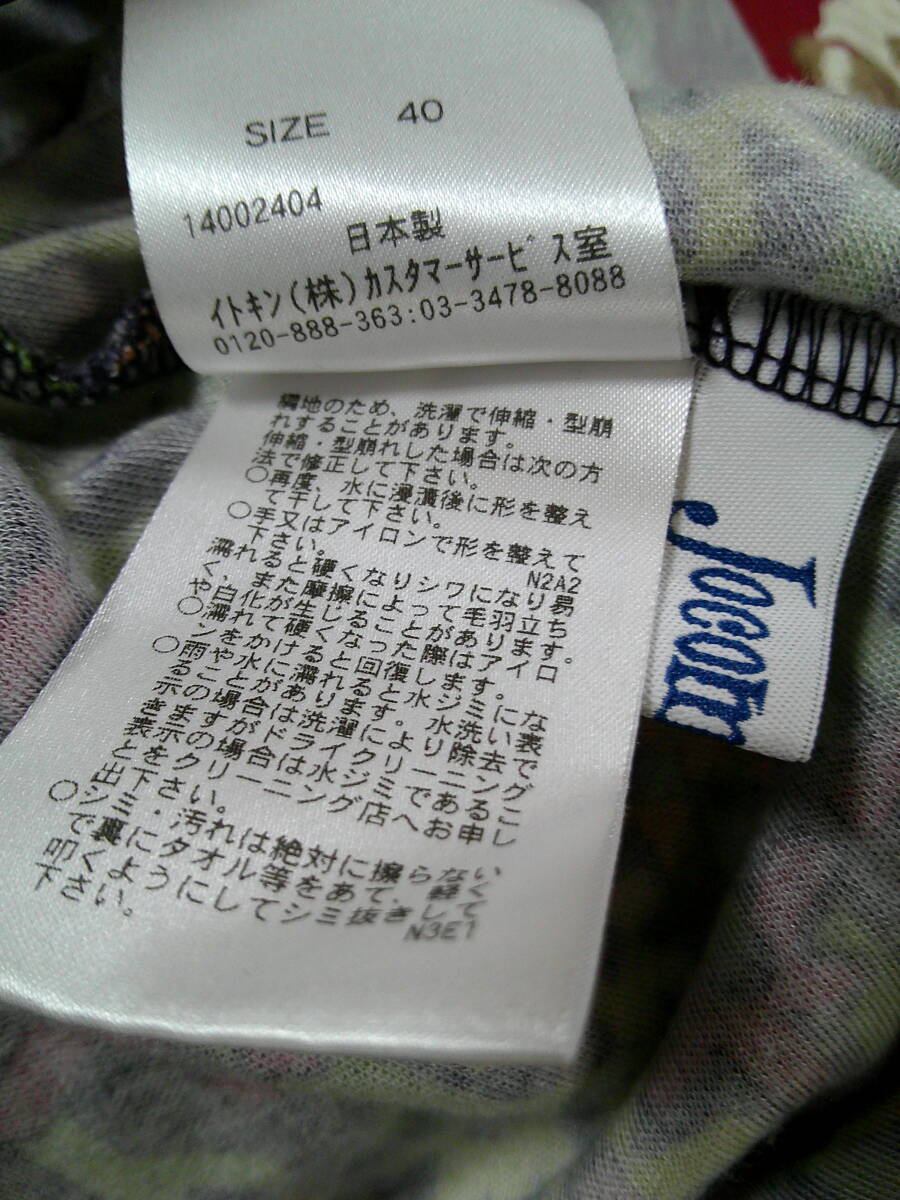 SIZE 40
14002404
日本製
イトキン(株)カスタマーサービス室
0120-888-363:03-3478-8088
地のため、洗濯で伸縮・型崩
れすることがあります。
伸縮・型崩れした場合は次の方
法で修正して下さい。
○再度、水に浸漬後に形を整え
て干して下さい。
○手又はアイロンで形を整えて
下さい。
N2A2
濡れると硬くなりシワになり易
く、また摩擦によって毛羽立ち
や白化が生じることがあります。
○濡れて硬くなった際はアイロ
ンをかけると回復します。
○雨や水に濡れると水ジミにな
ることがあります。水洗い表
示の場合は洗濯により除去で
きますがドライクリーニング
表示の場合は水ジミであるこ
とをクリーニング店へお申し
出下さい。
○シミ・汚れは絶対に擦らない
で裏にタオル等をあて、軽く
叩くようにしてシミ抜きして
下さい。
N3E1